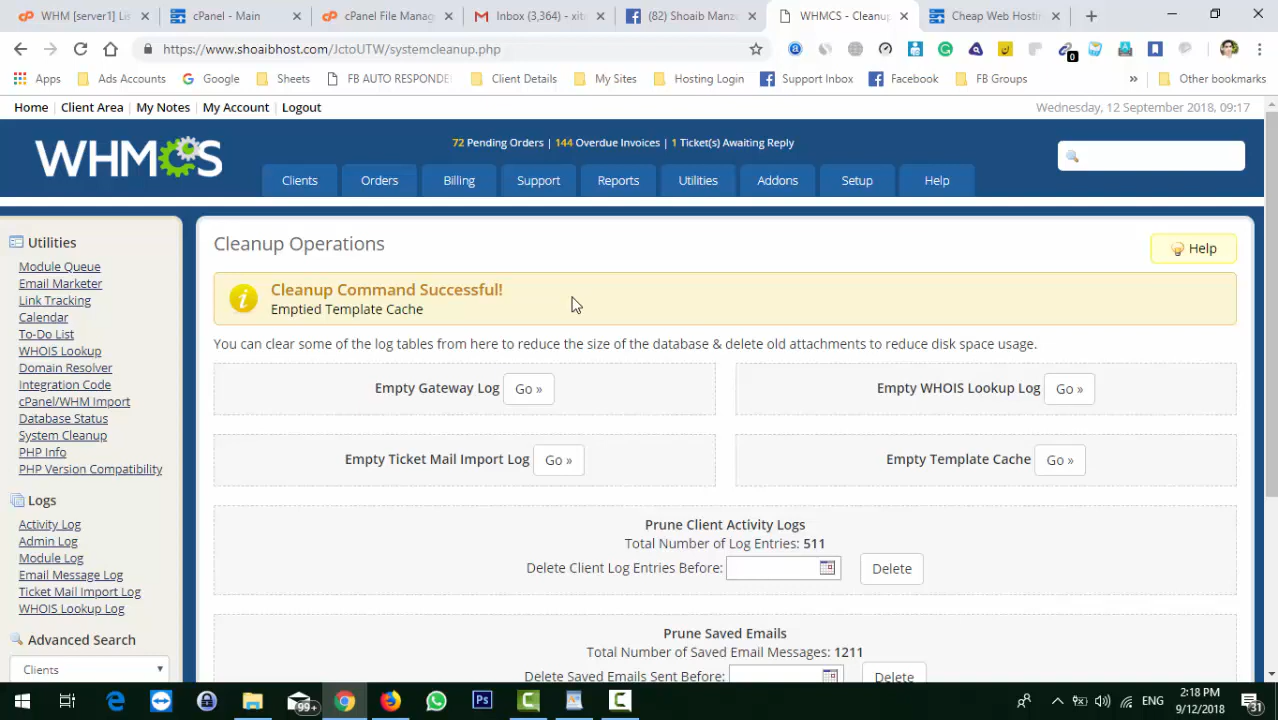 WHM [server1] Lis
cPanel - Main
cPanel File Manag
Inbox (3,364) - xita
(82) Shoaib Manz
WHMCS - Cleanup
Cheap Web Hostin
https://www.shoaibhost.com/JctoUTW/systemcleanup.php
0
Apps
Ads Accounts
Google
Sheets
FB AUTO RESPONDE
Client Details
My Sites
Hosting Login
Support Inbox
Facebook
FB Groups
»
Other bookmarks
Home
Client Area
My Notes
My Account
Logout
Wednesday, 12 September 2018, 09:17
WHMCS
72 Pending Orders | 144 Overdue Invoices | 1 Ticket(s) Awaiting Reply
Clients
Orders
Billing
Support
Reports
Utilities
Addons
Setup
Help
Utilities
Module Queue
Email Marketer
Link Tracking
Calendar
To-Do List
WHOIS Lookup
Domain Resolver
Integration Code
cPanel/WHM Import
Database Status
System Cleanup
PHP Info
PHP Version Compatibility
Logs
Activity Log
Admin Log
Module Log
Email Message Log
Ticket Mail Import Log
WHOIS Lookup Log
Advanced Search
Clients
Cleanup Operations
Help
Cleanup Command Successful!
Emptied Template Cache
You can clear some of the log tables from here to reduce the size of the database & delete old attachments to reduce disk space usage.
Empty Gateway Log Go »
Empty WHOIS Lookup Log Go »
Empty Ticket Mail Import Log Go »
Empty Template Cache Go »
Prune Client Activity Logs
Total Number of Log Entries: 511
Delete Client Log Entries Before: Delete
Prune Saved Emails
Total Number of Saved Email Messages: 1211
Delete Saved Emails Sent Before: Delete
99+
Ps
ENG
2:18 PM
9/12/2018
31